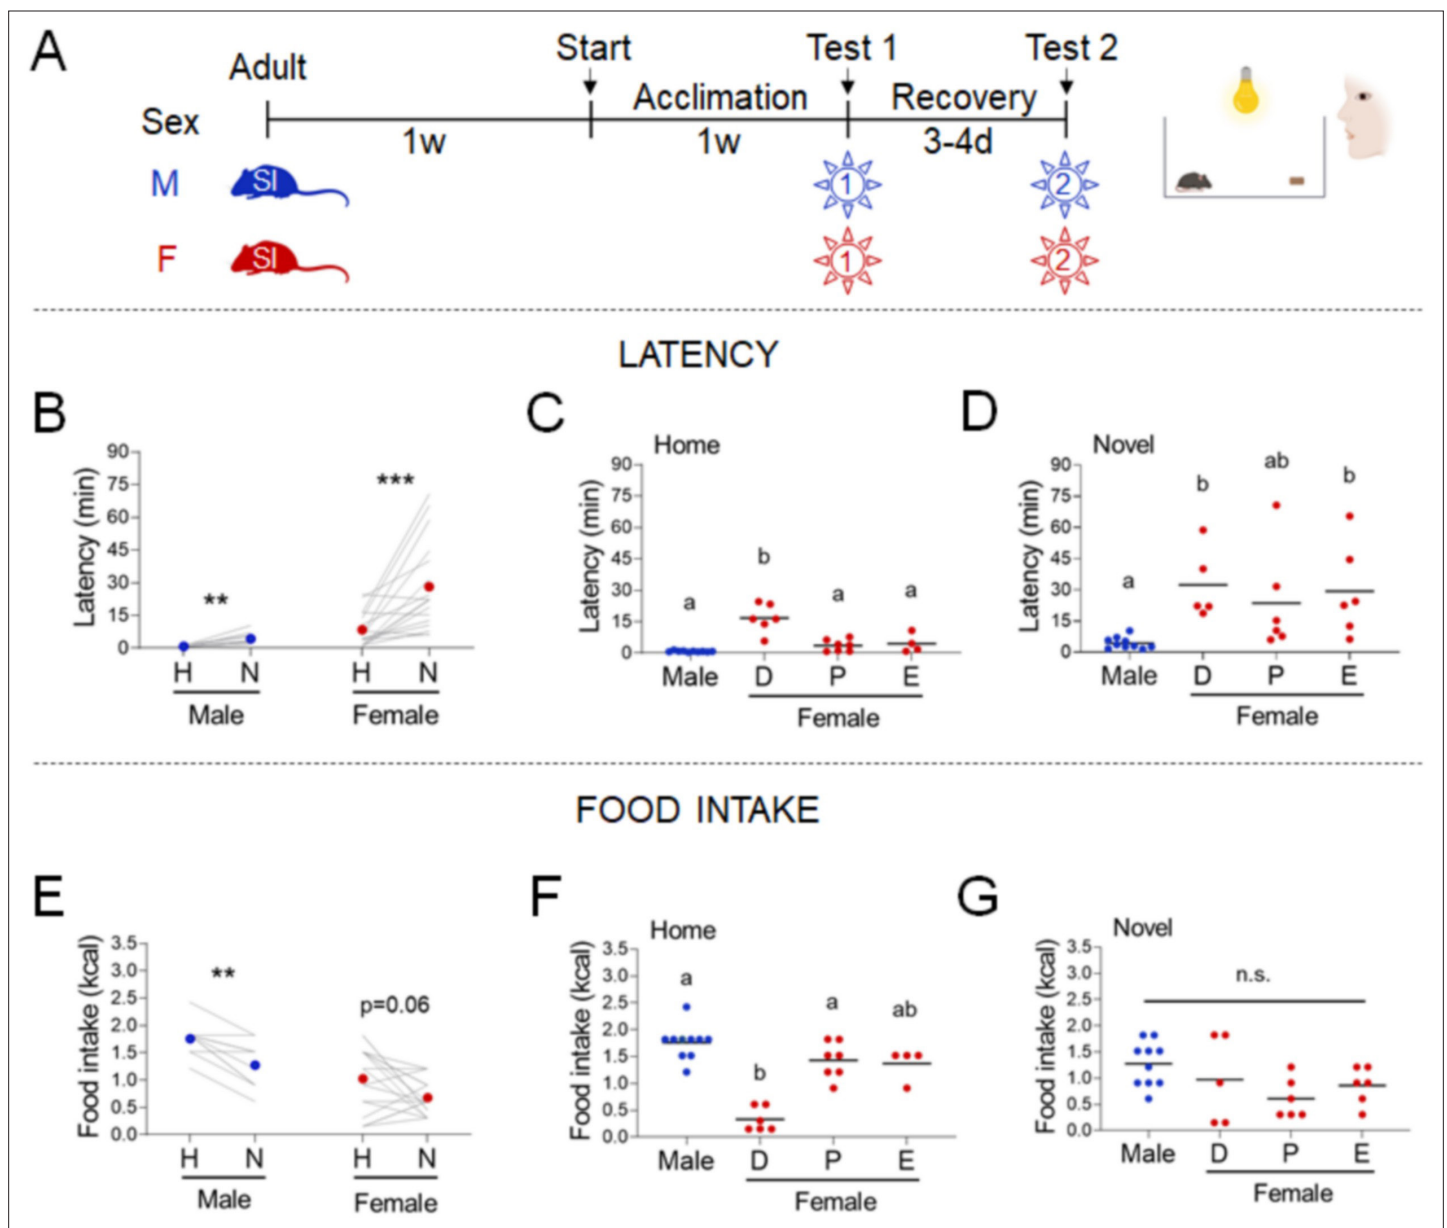 A
Adult
Start
Test 1
Test 2
Sex
Acclimation
Recovery
1w
1w
3-4d
M
SI
1
2
F
SI
1
2
LATENCY
B
Latency (min)
90
75
60
45
30
15
0
**
***
H
N
H
N
Male
Female
C
Home
Latency (min)
90
75
60
45
30
15
0
a
b
a
a
Male
D
P
E
Female
D
Novel
Latency (min)
90
75
60
45
30
15
0
a
b
ab
b
Male
D
P
E
Female
FOOD INTAKE
E
Food intake (kcal)
3.5
3.0
2.5
2.0
1.5
1.0
0.5
0.0
**
p=0.06
H
N
H
N
Male
Female
F
Home
Food intake (kcal)
3.5
3.0
2.5
2.0
1.5
1.0
0.5
0.0
a
b
a
ab
Male
D
P
E
Female
G
Novel
Food intake (kcal)
3.5
3.0
2.5
2.0
1.5
1.0
0.5
0.0
n.s.
Male
D
P
E
Female